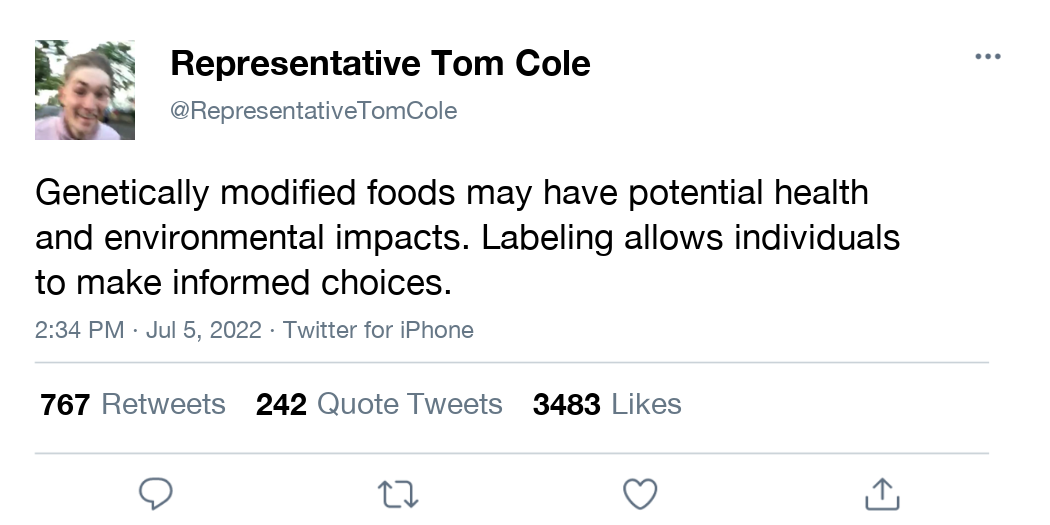 Representative Tom Cole
@RepresentativeTomCole
Genetically modified foods may have potential health
and environmental impacts. Labeling allows individuals
to make informed choices.
2:34 PM · Jul 5, 2022 · Twitter for iPhone
767 Retweets 242 Quote Tweets 3483 Likes